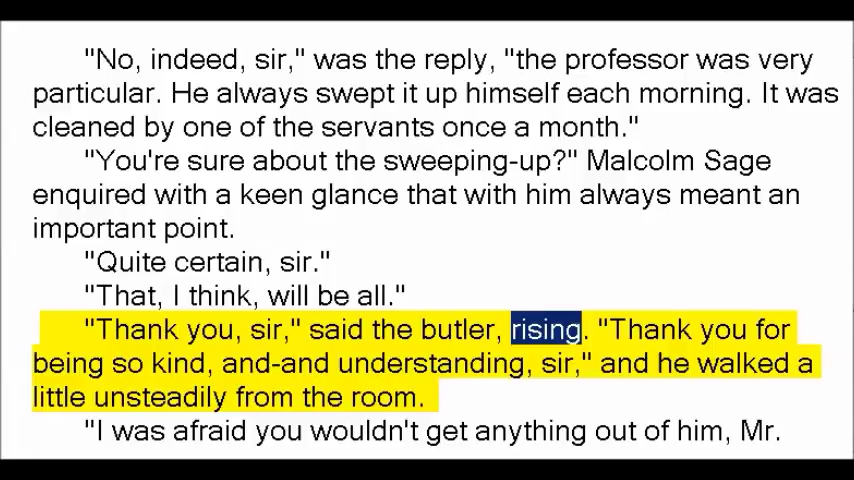 "No, indeed, sir," was the reply, "the professor was very
particular. He always swept it up himself each morning. It was
cleaned by one of the servants once a month."
"You're sure about the sweeping-up?" Malcolm Sage
enquired with a keen glance that with him always meant an
important point.
"Quite certain, sir."
"That, I think, will be all."
"Thank you, sir," said the butler, rising. "Thank you for
being so kind, and-and understanding, sir," and he walked a
little unsteadily from the room.
"I was afraid you wouldn't get anything out of him, Mr.